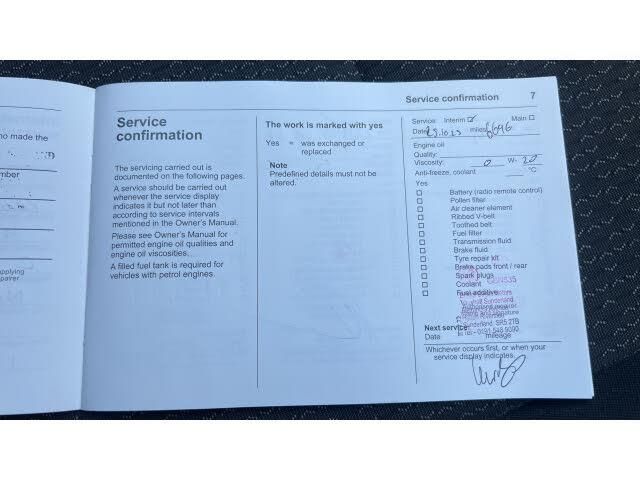 no made the
mber
pplying
pairer
Service confirmation 7
Service
confirmation
The servicing carried out is
documented on the following pages.
A service should be carried out
whenever the service display
indicates it but not later than
according to service intervals
mentioned in the Owner's Manual.
Please see Owner's Manual for
permitted engine oil qualities and
engine oil viscosities.
A filled fuel tank is required for
vehicles with petrol engines.
The work is marked with yes
Yes = was exchanged or
replaced
Note
Predefined details must not be
altered.
Service: Interim ☑ Main ☐
Date miles 6696
Engine oil
Quality:
Viscosity: 0 W- 20
Anti-freeze, coolant °C
Yes
☐ Battery (radio remote control)
☐ Pollen filter
☐ Air cleaner element
☐ Ribbed V-belt
☐ Toothed belt
☐ Fuel filter
☐ Transmission fluid
☐ Brake fluid
☐ Tyre repair kit
☐ Brake pads front / rear
☐ Spark plugs
☐ Coolant
☐ Fuel additive
Sunderland
Sunderland. SR5 2TB
Next service:
Date mileage
Whichever occurs first, or when your
service display indicates.